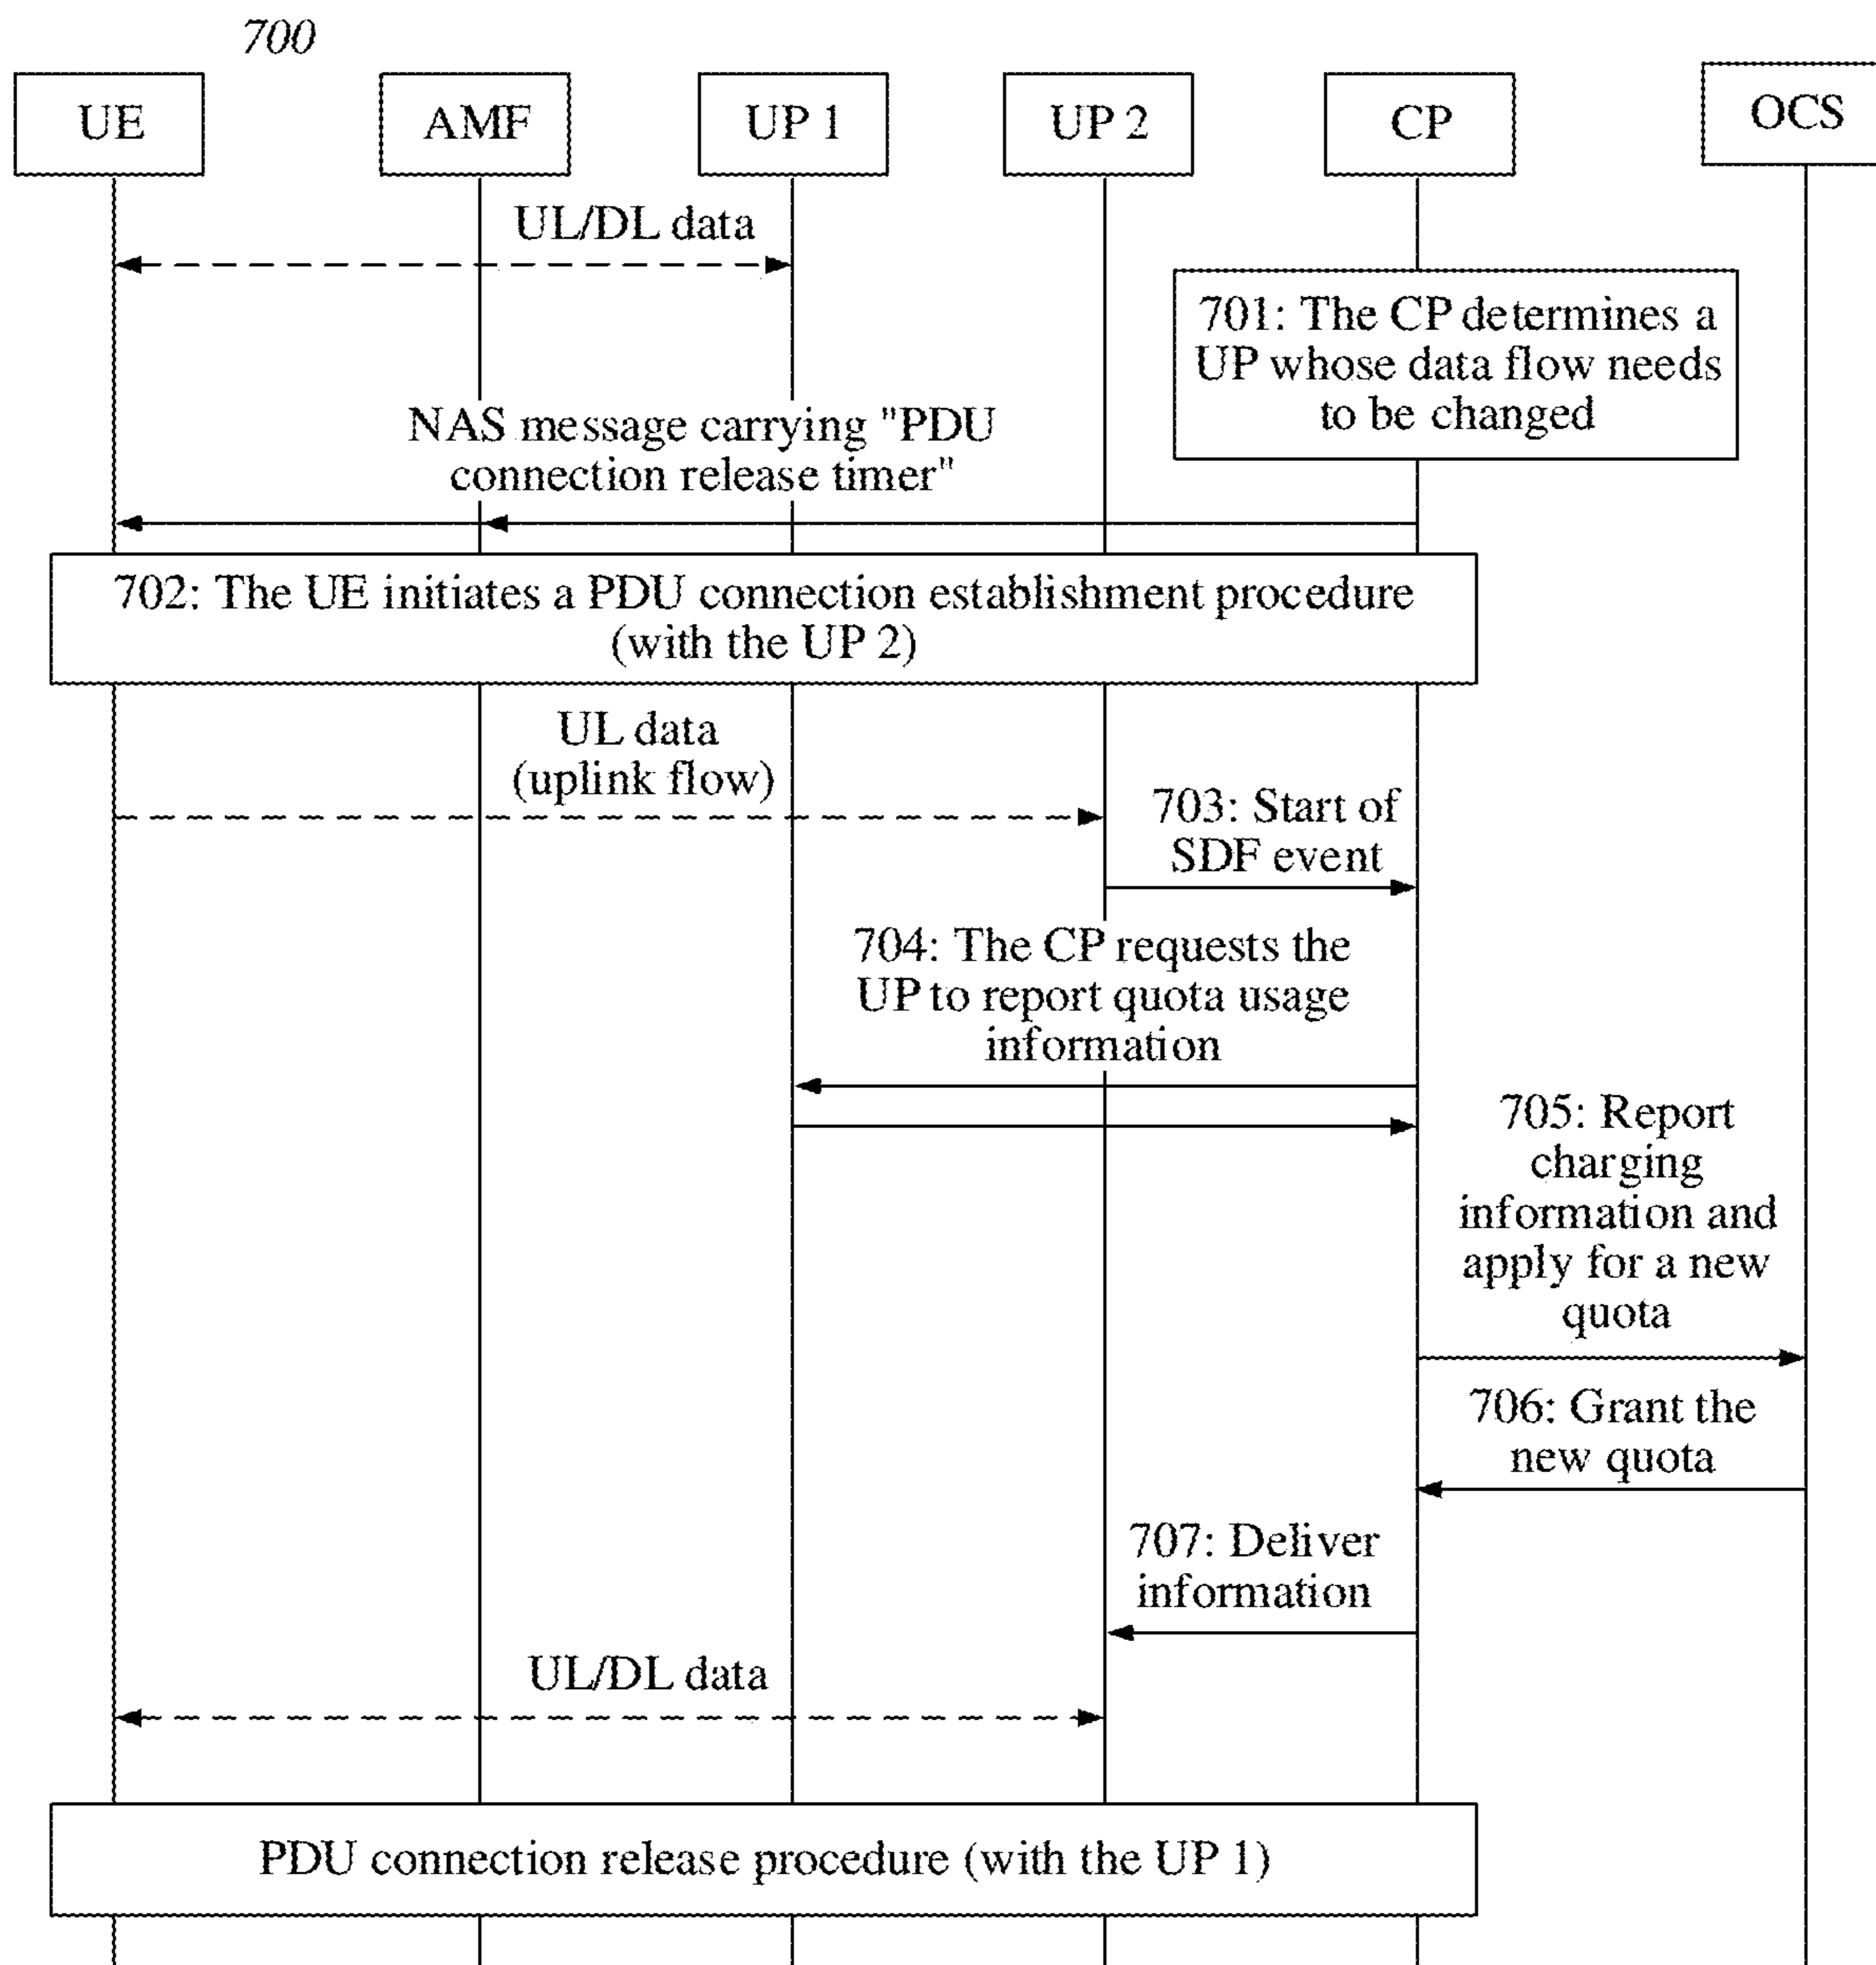 700
UE
AMF
UP 1
UP 2
CP
OCS
UL/DL data
701: The CP determines a
UP whose data flow needs
to be changed
NAS message carrying "PDU
connection release timer"
702: The UE initiates a PDU connection establishment procedure
(with the UP 2)
UL data
(uplink flow)
703: Start of
SDF event
704: The CP requests the
UP to report quota usage
information
705: Report
charging
information and
apply for a new
quota
706: Grant the
new quota
707: Deliver
information
UL/DL data
PDU connection release procedure (with the UP 1)